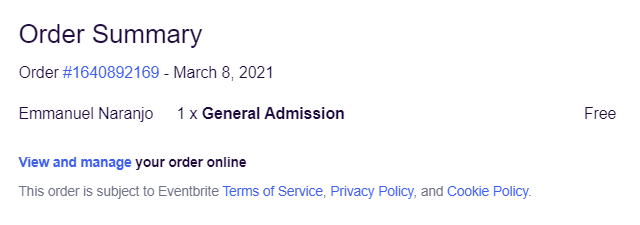 Order Summary
Order #1640892169 - March 8, 2021
Emmanuel Naranjo 1 x General Admission Free
View and manage your order online
This order is subject to Eventbrite Terms of Service, Privacy Policy, and Cookie Policy.